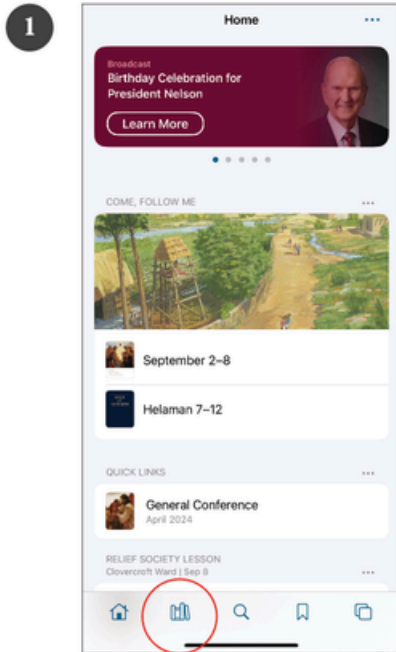 1
Home
Broadcast
Birthday Celebration for
President Nelson
Learn More
COME, FOLLOW ME
September 2–8
Helaman 7–12
QUICK LINKS
General Conference
April 2024
RELIEF SOCIETY LESSON
Clovercroft Ward | Sep 8